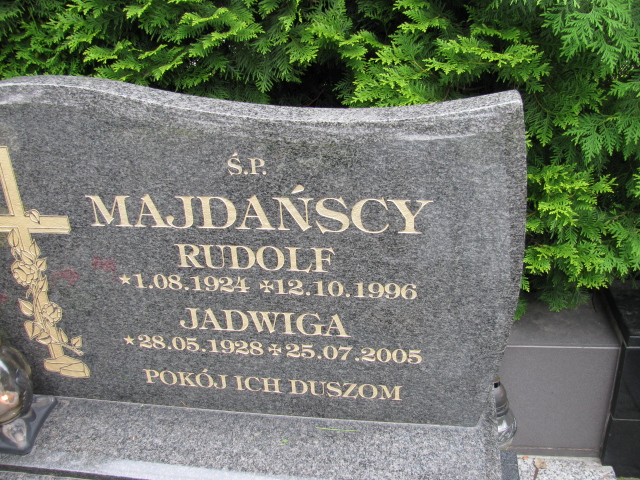 Ś.P.
MAJDAŃSCY
RUDOLF
*1.08.1924 ✠12.10.1996
JADWIGA
*28.05.1928 ✠25.07.2005
POKÓJ ICH DUSZOM